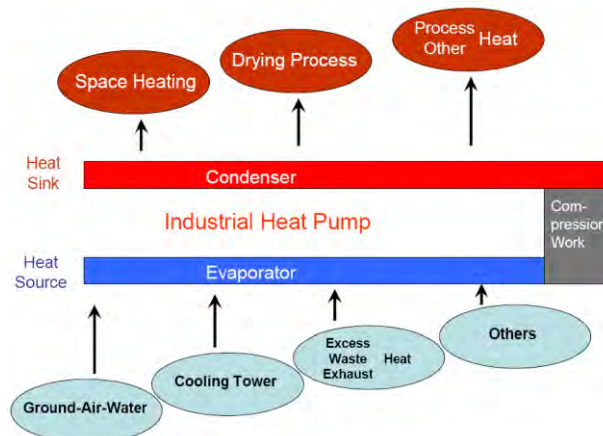 Space Heating
Drying Process
Process
Other Heat
Heat
Sink
Condenser
Industrial Heat Pump
Com-
pression
Work
Heat
Source
Evaporator
Ground-Air-Water
Cooling Tower
Excess
Waste Heat
Exhaust
Others